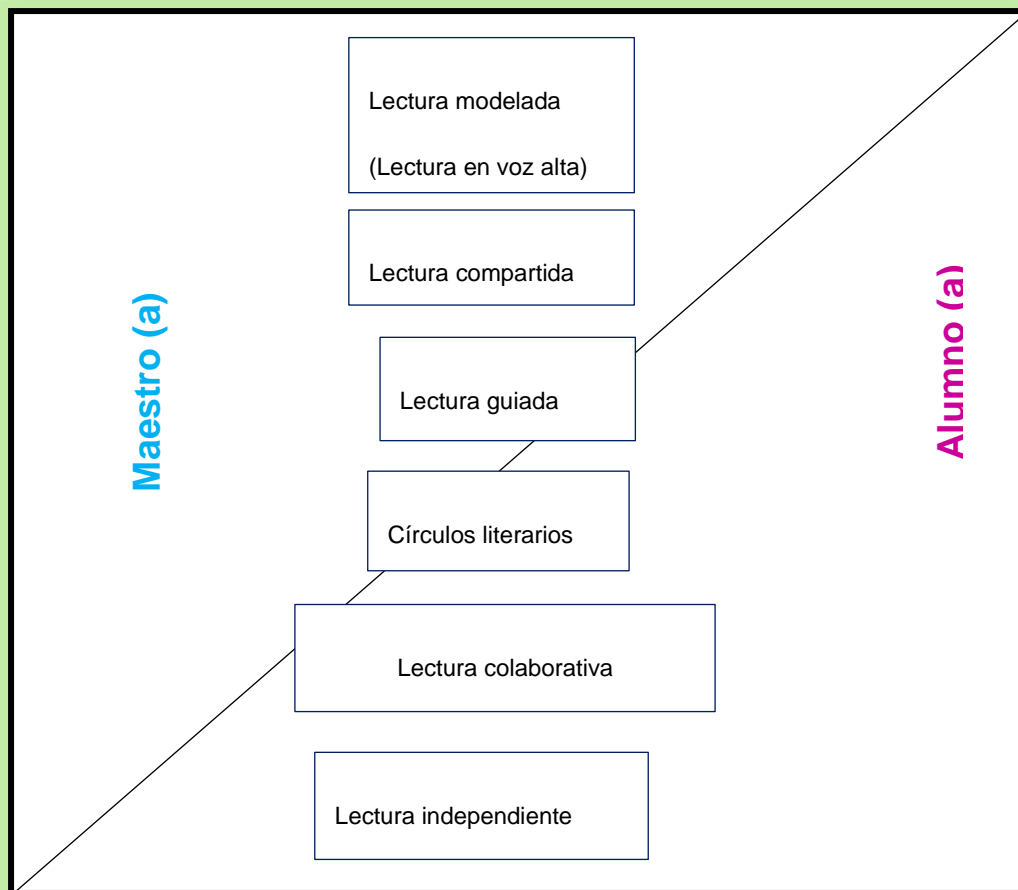 Lectura modelada
(Lectura en voz alta)
Lectura compartida
Maestro (a)
Alumno (a)
Lectura guiada
Círculos literarios
Lectura colaborativa
Lectura independiente